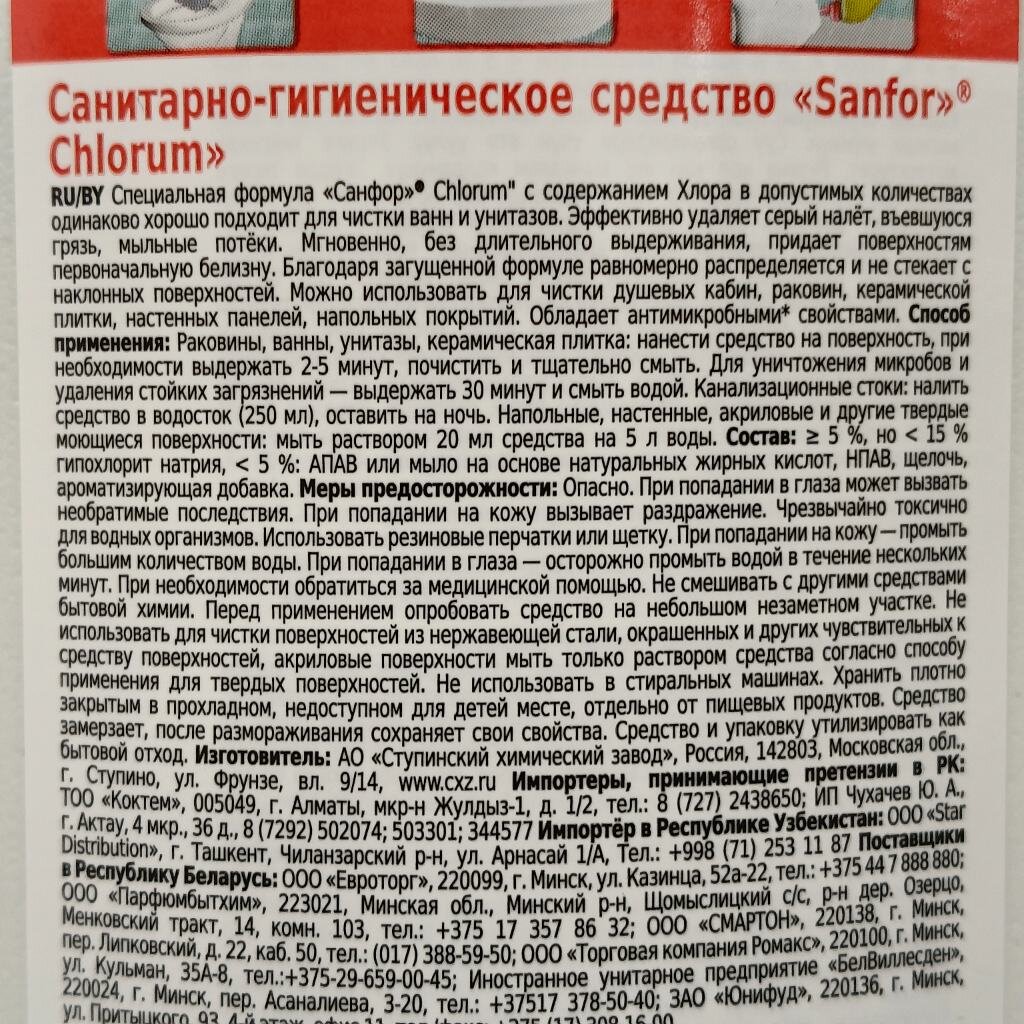 Санитарно-гигиеническое средство «Sanfor»®
Chlorum»
RU/BY Специальная формула «Санфор»® Chlorum" с содержанием Хлора в допустимых количествах
одинаково хорошо подходит для чистки ванн и унитазов. Эффективно удаляет серый налёт, въевшуюся
грязь, мыльные потёки. Мгновенно, без длительного выдерживания, придает поверхностям
первоначальную белизну. Благодаря загущенной формуле равномерно распределяется и не стекает с
наклонных поверхностей. Можно использовать для чистки душевых кабин, раковин, керамической
плитки, настенных панелей, напольных покрытий. Обладает антимикробными* свойствами. Способ
применения: Раковины, ванны, унитазы, керамическая плитка: нанести средство на поверхность, при
необходимости выдержать 2-5 минут, почистить и тщательно смыть. Для уничтожения микробов и
удаления стойких загрязнений — выдержать 30 минут и смыть водой. Канализационные стоки: налить
средство в водосток (250 мл), оставить на ночь. Напольные, настенные, акриловые и другие твердые
моющиеся поверхности: мыть раствором 20 мл средства на 5 л воды. Состав: ≥ 5 %, но < 15 %
гипохлорит натрия, < 5 %: АПАВ или мыло на основе натуральных жирных кислот, НПАВ, щелочь,
ароматизирующая добавка. Меры предосторожности: Опасно. При попадании в глаза может вызвать
необратимые последствия. При попадании на кожу вызывает раздражение. Чрезвычайно токсично
для водных организмов. Использовать резиновые перчатки или щетку. При попадании на кожу — промыть
большим количеством воды. При попадании в глаза — осторожно промыть водой в течение нескольких
минут. При необходимости обратиться за медицинской помощью. Не смешивать с другими средствами
бытовой химии. Перед применением опробовать средство на небольшом незаметном участке. Не
использовать для чистки поверхностей из нержавеющей стали, окрашенных и других чувствительных к
средству поверхностей, акриловые поверхности мыть только раствором средства согласно способу
применения для твердых поверхностей. Не использовать в стиральных машинах. Хранить плотно
закрытым в прохладном, недоступном для детей месте, отдельно от пищевых продуктов. Средство
замерзает, после размораживания сохраняет свои свойства. Средство и упаковку утилизировать как
бытовой отход. Изготовитель: АО «Ступинский химический завод», Россия, 142803, Московская обл.,
г. Ступино, ул. Фрунзе, вл. 9/14, www.cxz.ru Импортеры, принимающие претензии в РК:
ТОО «Коктем», 005049, г. Алматы, мкр-н Жулдыз-1, д. 1/2, тел.: 8 (727) 2438650; ИП Чухачев Ю. А.,
г. Актау, 4 мкр., 36 д., 8 (7292) 502074; 503301; 344577 Импортёр в Республике Узбекистан: ООО «Star
Distribution», г. Ташкент, Чиланзарский р-н, ул. Арнасай 1/А, Тел.: +998 (71) 253 11 87 Поставщики
в Республику Беларусь: ООО «Евроторг», 220099, г. Минск, ул. Казинца, 52а-22, тел.: +375 44 7 888 880;
ООО «Парфюмбытхим», 223021, Минская обл., Минский р-н, Щомыслицкий с/с, р-н дер. Озерцо,
Менковский тракт, 14, комн. 103, тел.: +375 17 357 86 32; ООО «СМАРТОН», 220138, г. Минск,
пер. Липковский, д. 22, каб. 50, тел.: (017) 388-59-50; ООО «Торговая компания Ромакс», 220100, г. Минск,
ул. Кульман, 35А-8, тел.:+375-29-659-00-45; Иностранное унитарное предприятие «БелВиллесден»,
220024, г. Минск, пер. Асаналиева, 3-20, тел.: +37517 378-50-40; ЗАО «Юнифуд», 220136, г. Минск,
ул. Притыцкого, 93, 4-й этаж, офис 11,